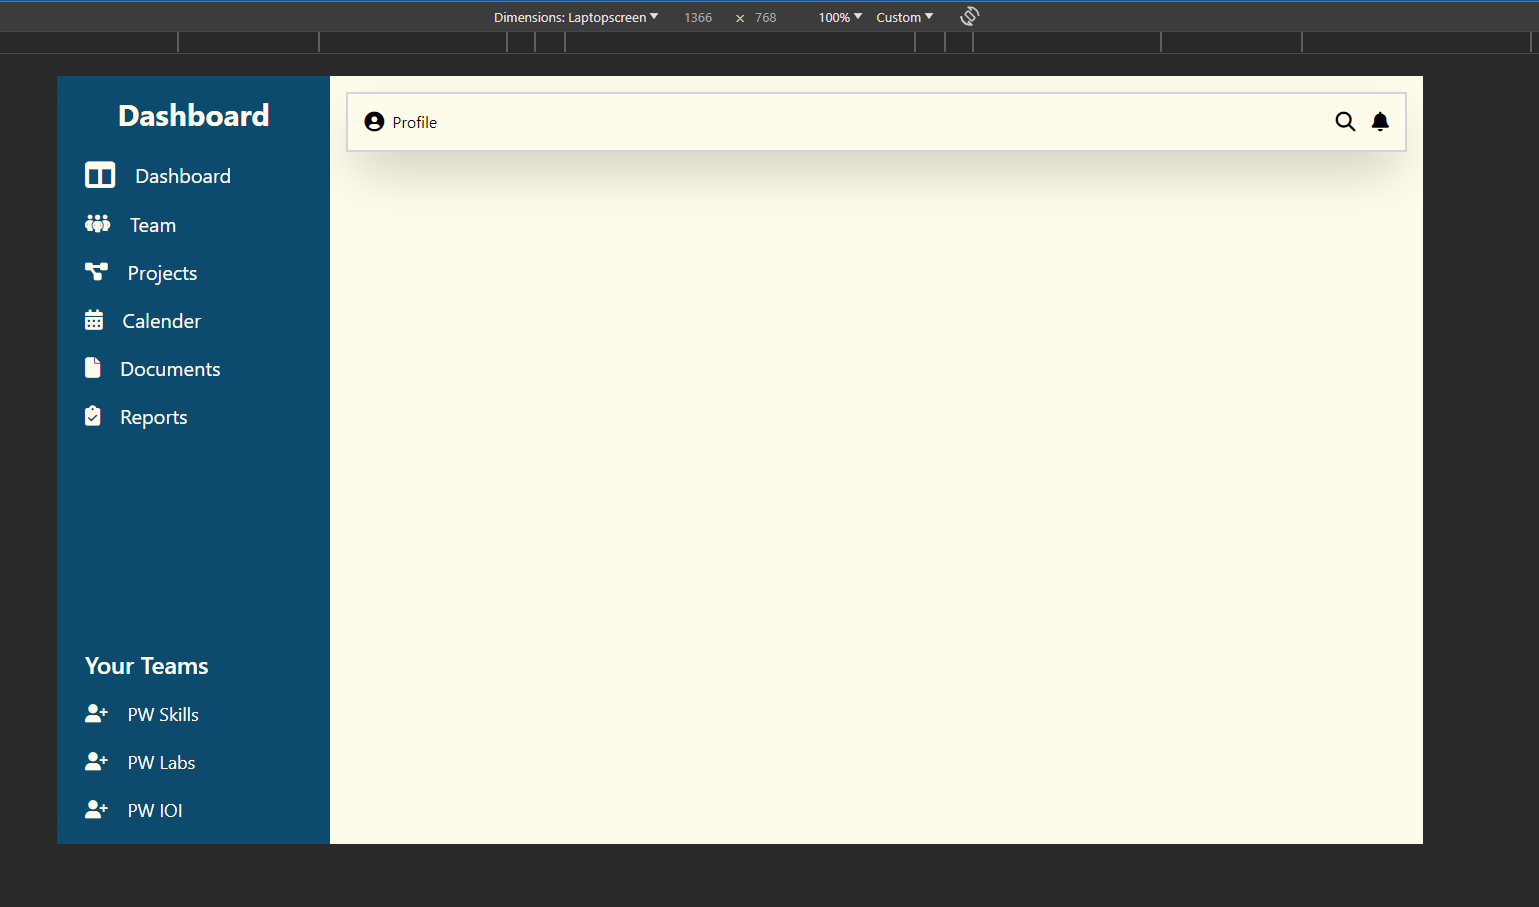 Dimensions: Laptopscreen 1366 × 768 100% Custom
Dashboard
Dashboard
Team
Projects
Calender
Documents
Reports
Your Teams
PW Skills
PW Labs
PW IOI
Profile